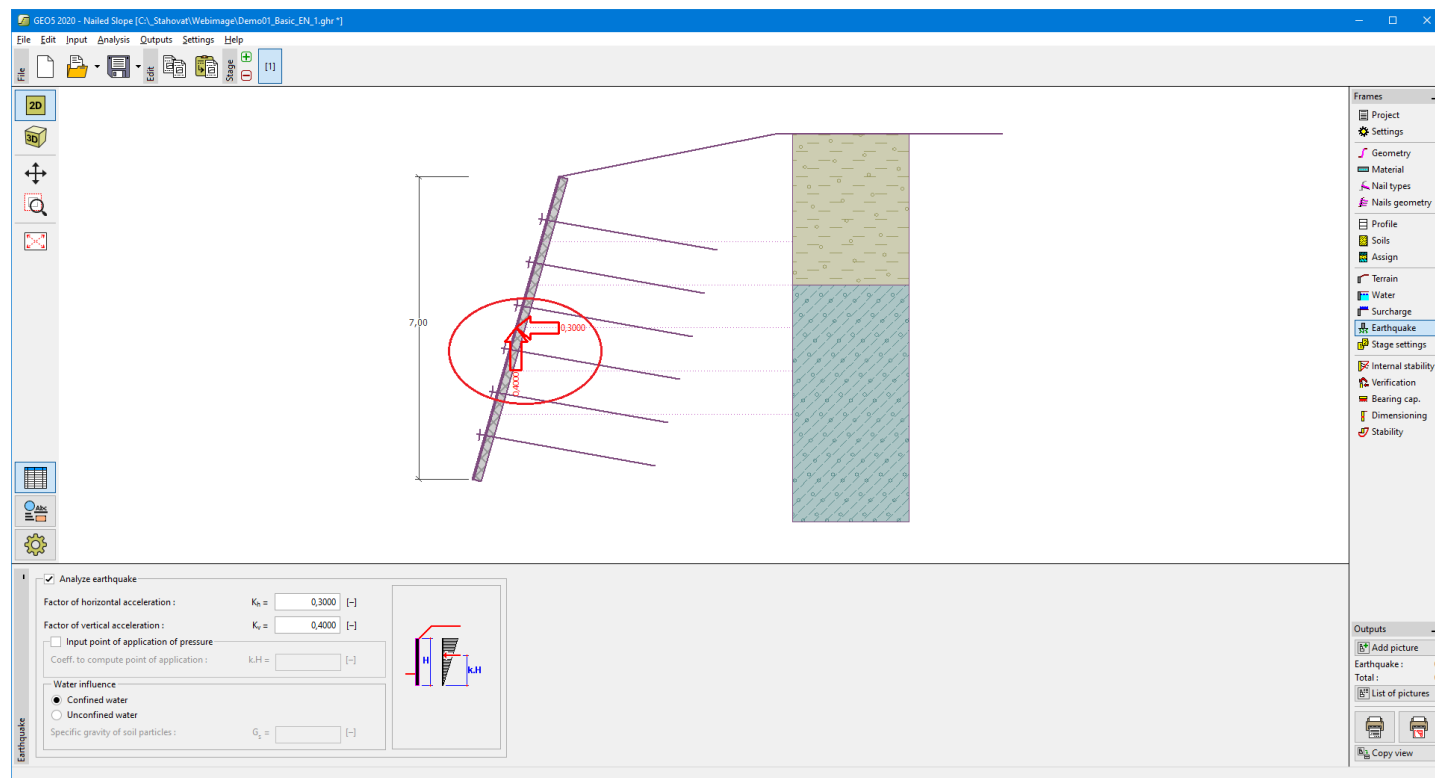 GEO5 2020 - Nailed Slope [C:\_Stahovat\Webimage\Demo01_Basic_EN_1.ghr *]
File Edit Input Analysis Outputs Settings Help
File
Edit
Stage
[1]
2D
3D
Abc
7,00
0,3000
0,4000
Frames
Project
Settings
Geometry
Material
Nail types
Nails geometry
Profile
Soils
Assign
Terrain
Water
Surcharge
Earthquake
Stage settings
Internal stability
Verification
Bearing cap.
Dimensioning
Stability
Earthquake
Analyze earthquake
Factor of horizontal acceleration : Kh = 0,3000 [–]
Factor of vertical acceleration : Kv = 0,4000 [–]
Input point of application of pressure
Coeff. to compute point of application : k.H = [–]
Water influence
Confined water
Unconfined water
Specific gravity of soil particles : Gs = [–]
H
k.H
Outputs
Add picture
Earthquake :
Total :
List of pictures
Copy view